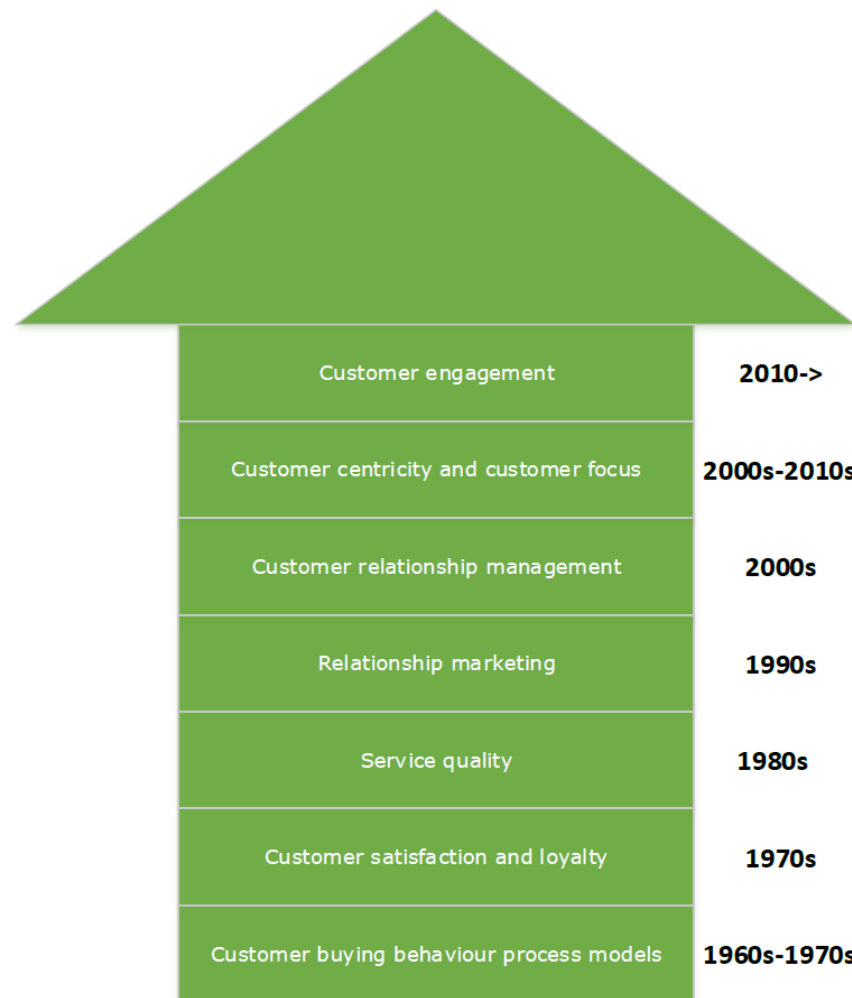 Customer engagement 2010->
Customer centricity and customer focus 2000s-2010s
Customer relationship management 2000s
Relationship marketing 1990s
Service quality 1980s
Customer satisfaction and loyalty 1970s
Customer buying behaviour process models 1960s-1970s